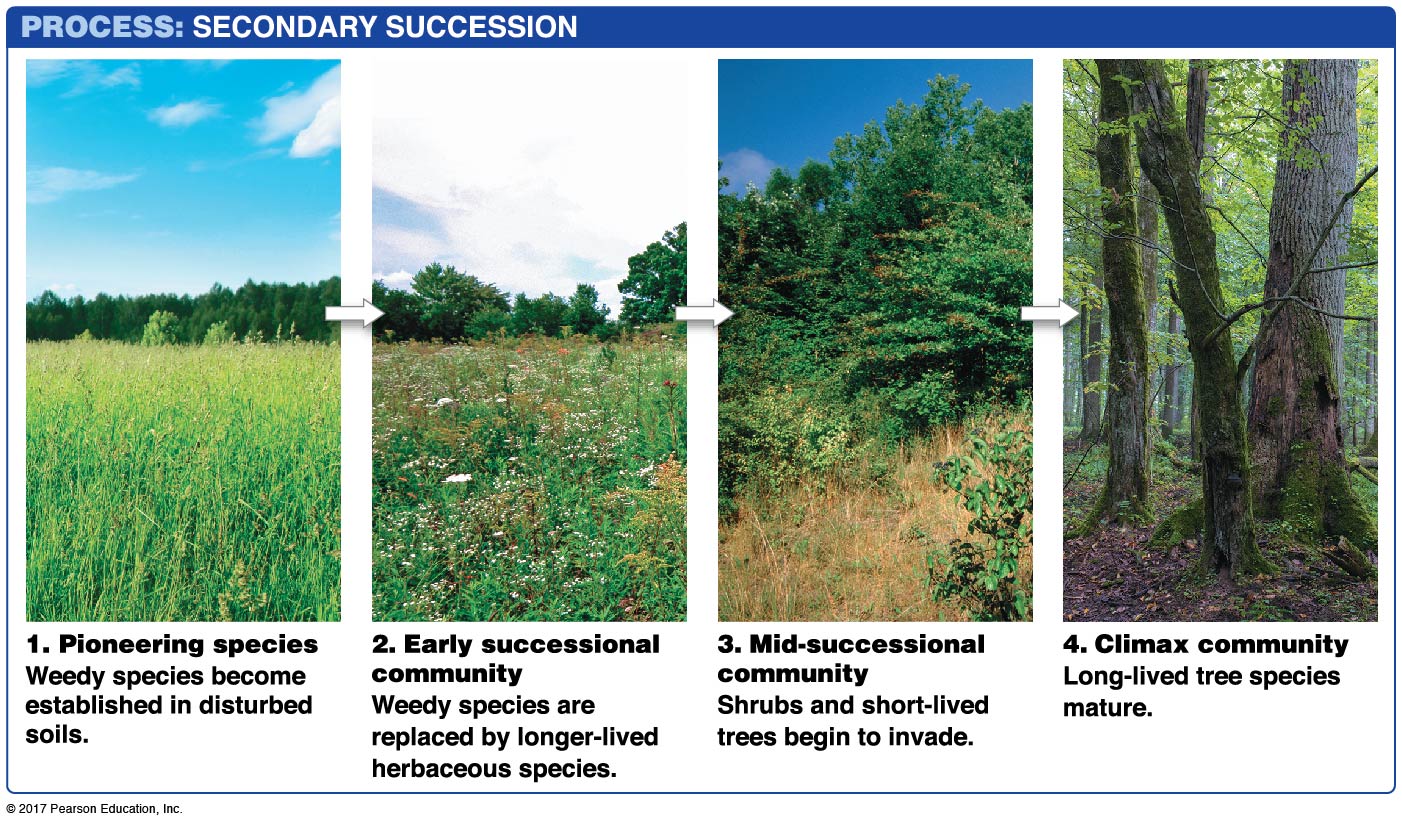 PROCESS: SECONDARY SUCCESSION
1. Pioneering species
Weedy species become
established in disturbed
soils.
2. Early successional
community
Weedy species are
replaced by longer-lived
herbaceous species.
3. Mid-successional
community
Shrubs and short-lived
trees begin to invade.
4. Climax community
Long-lived tree species
mature.
© 2017 Pearson Education, Inc.